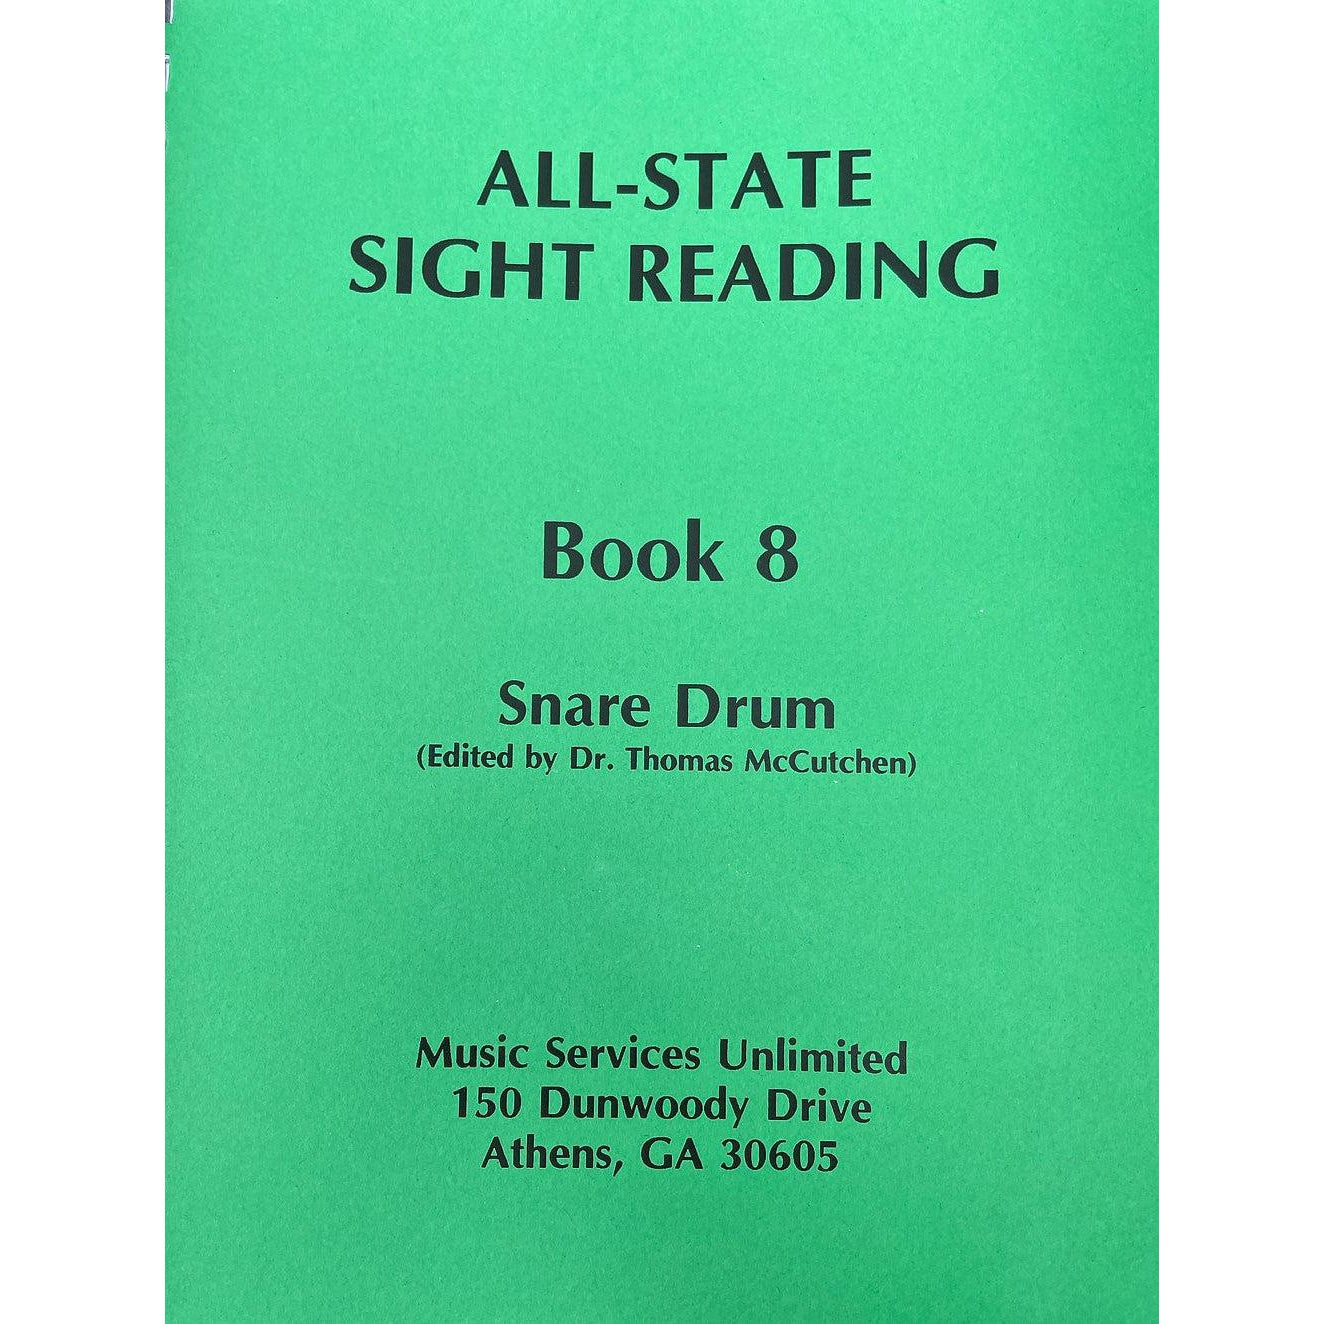 ALL-STATE
SIGHT READING
Book 8
Snare Drum
(Edited by Dr. Thomas McCutchen)
Music Services Unlimited
150 Dunwoody Drive
Athens, GA 30605